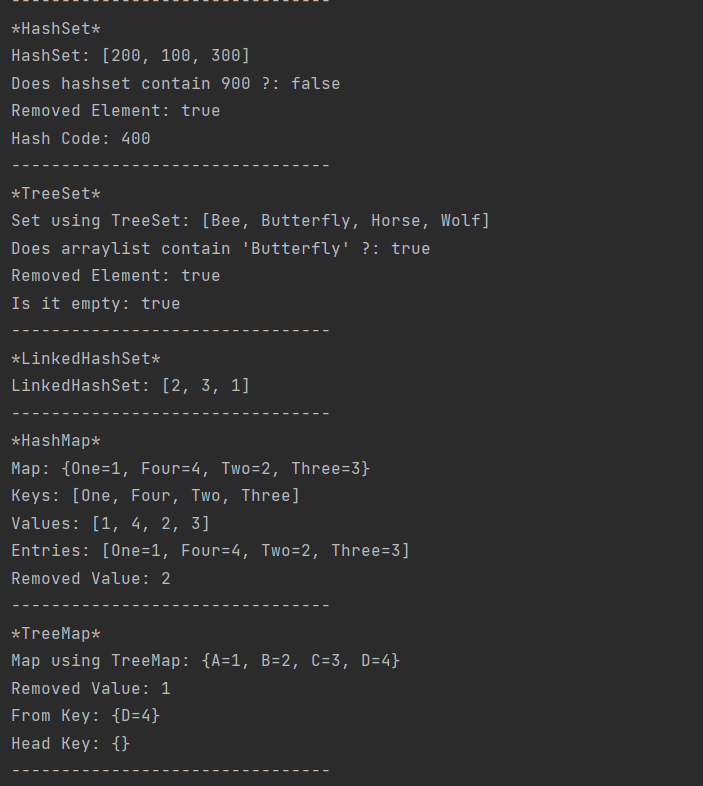 --------------------------------
*HashSet*
HashSet: [200, 100, 300]
Does hashset contain 900 ?: false
Removed Element: true
Hash Code: 400
--------------------------------
*TreeSet*
Set using TreeSet: [Bee, Butterfly, Horse, Wolf]
Does arraylist contain 'Butterfly' ?: true
Removed Element: true
Is it empty: true
--------------------------------
*LinkedHashSet*
LinkedHashSet: [2, 3, 1]
--------------------------------
*HashMap*
Map: {One=1, Four=4, Two=2, Three=3}
Keys: [One, Four, Two, Three]
Values: [1, 4, 2, 3]
Entries: [One=1, Four=4, Two=2, Three=3]
Removed Value: 2
--------------------------------
*TreeMap*
Map using TreeMap: {A=1, B=2, C=3, D=4}
Removed Value: 1
From Key: {D=4}
Head Key: {}
--------------------------------